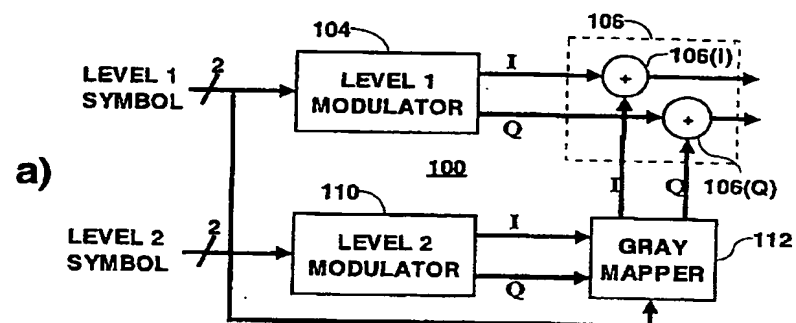 106
104
106(I)
2
I
LEVEL 1
SYMBOL
LEVEL 1
MODULATOR
+
+
Q
100
a)
106(Q)
110
I
Q
2
I
LEVEL 2
SYMBOL
LEVEL 2
MODULATOR
GRAY
MAPPER
112
Q